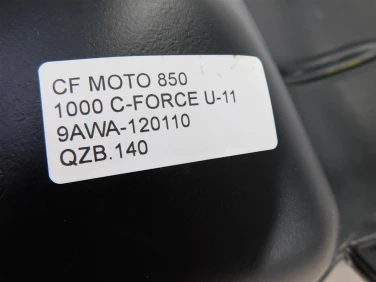 CF MOTO 850
1000 C-FORCE U-11
9AWA-120110
QZB.140